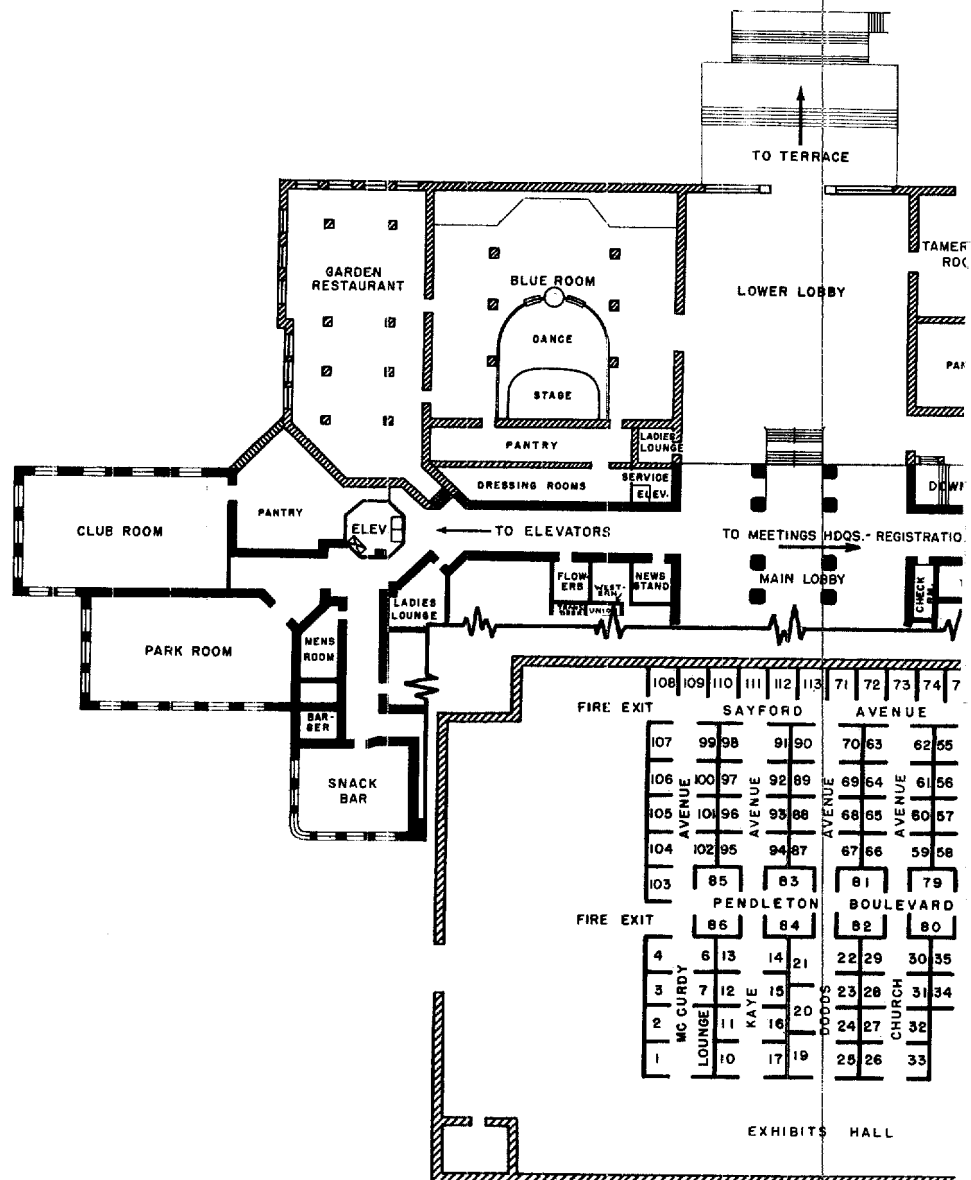 TO TERRACE
GARDEN
RESTAURANT
BLUE ROOM
DANCE
STAGE
LOWER LOBBY
PANTRY
LADIES
LOUNGE
DRESSING ROOMS
SERVICE
ELEV.
DOWN
CLUB ROOM
PANTRY
ELEV.
TO ELEVATORS
TO MEETINGS HDQS.- REGISTRATIO
MAIN LOBBY
CHECK
RM.
FLOW-
ERS
WEST-
ERN
UNION
NEWS
STAND
LADIES
LOUNGE
PARK ROOM
MENS
ROOM
BAR-
BER
SNACK
BAR
108 109 110 111 112 113 71 72 73 74 7
FIRE EXIT SAYFORD AVENUE
107 99 98 91 90 70 63 62 55
106 100 97 92 89 69 64 61 56
105 101 96 93 88 68 65 60 57
104 102 95 94 87 67 66 59 58
AVENUE AVENUE AVENUE AVENUE
103 85 83 81 79
PENDLETON BOULEVARD
FIRE EXIT 86 84 82 80
4 6 13 14 21 22 29 30 35
3 7 12 15 23 28 31 34
2 11 16 20 24 27 32
1 10 17 19 25 26 33
MC CURDY
LOUNGE
KAYE
DODDS
CHURCH
EXHIBITS HALL